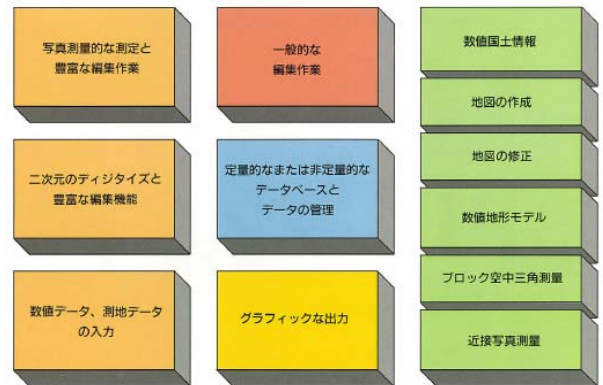 写真測量的な測定と
豊富な編集作業
一般的な
編集作業
数値国土情報
地図の作成
地図の修正
二次元のディジタイズと
豊富な編集機能
定量的なまたは非定量的な
データベースと
データの管理
数値地形モデル
ブロック空中三角測量
数値データ、測地データ
の入力
グラフィックな出力
近接写真測量